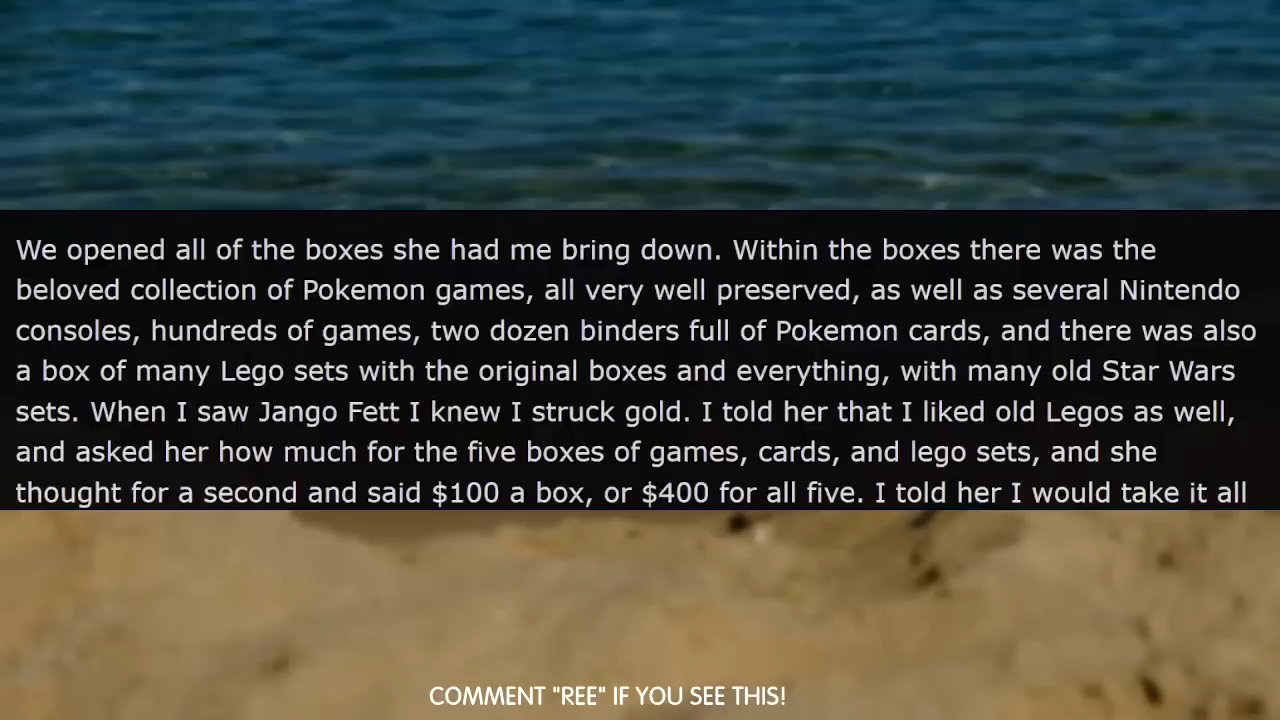 We opened all of the boxes she had me bring down. Within the boxes there was the
beloved collection of Pokemon games, all very well preserved, as well as several Nintendo
consoles, hundreds of games, two dozen binders full of Pokemon cards, and there was also
a box of many Lego sets with the original boxes and everything, with many old Star Wars
sets. When I saw Jango Fett I knew I struck gold. I told her that I liked old Legos as well,
and asked her how much for the five boxes of games, cards, and lego sets, and she
thought for a second and said $100 a box, or $400 for all five. I told her I would take it all
COMMENT "REE" IF YOU SEE THIS!